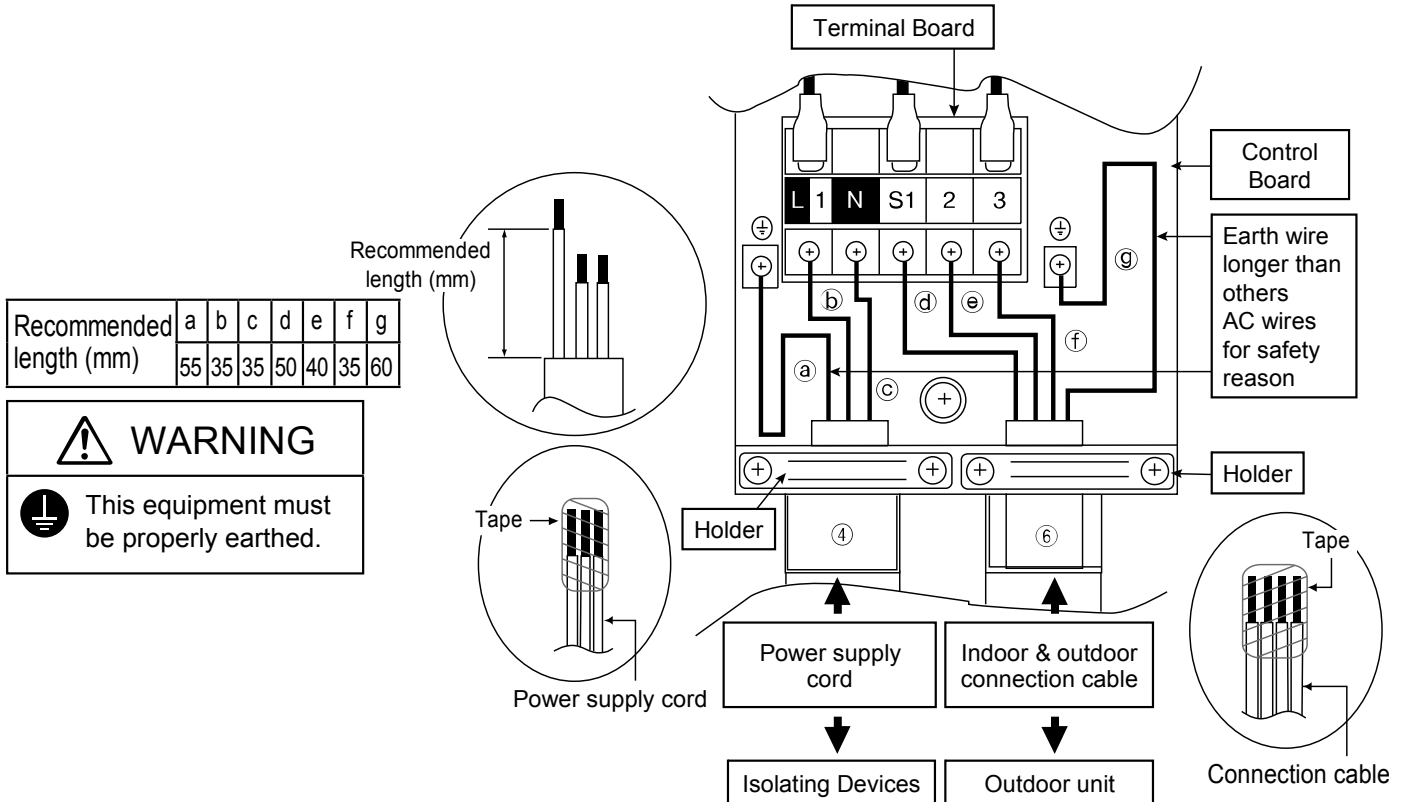 Terminal Board
L 1 N S1 2 3
Control
Board
Earth wire
longer than
others
AC wires
for safety
reason
ⓖ
ⓑ
ⓓ
ⓔ
ⓕ
ⓐ
ⓒ
Recommended
length (mm)
Recommended
length (mm)
a b c d e f g
55 35 35 50 40 35 60
WARNING
This equipment must
be properly earthed.
Tape
Power supply cord
Holder
Holder
④
⑥
Power supply
cord
Indoor & outdoor
connection cable
Isolating Devices
Outdoor unit
Tape
Connection cable